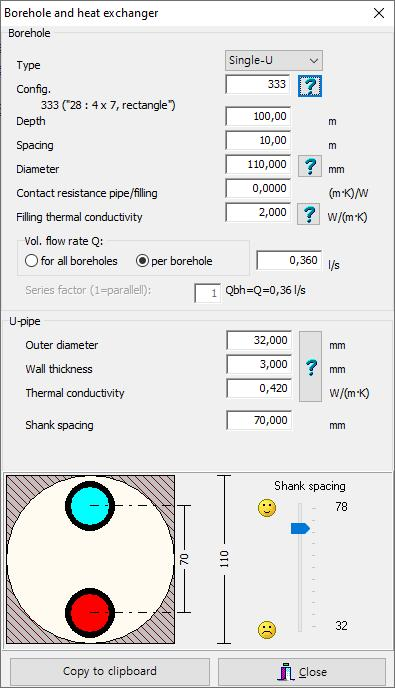 Borehole and heat exchanger
Borehole
Type Single-U
Config. 333 ?
333 ("28 : 4 x 7, rectangle")
Depth 100,00 m
Spacing 10,00 m
Diameter 110,000 ? mm
Contact resistance pipe/filling 0,0000 (m·K)/W
Filling thermal conductivity 2,000 ? W/(m·K)
Vol. flow rate Q:
for all boreholes per borehole 0,360 l/s
Series factor (1=parallell): 1 Qbh=Q=0,36 l/s
U-pipe
Outer diameter 32,000 mm
Wall thickness 3,000 ? mm
Thermal conductivity 0,420 W/(m·K)
Shank spacing 70,000 mm
Shank spacing
78
70
110
32
Copy to clipboard Close